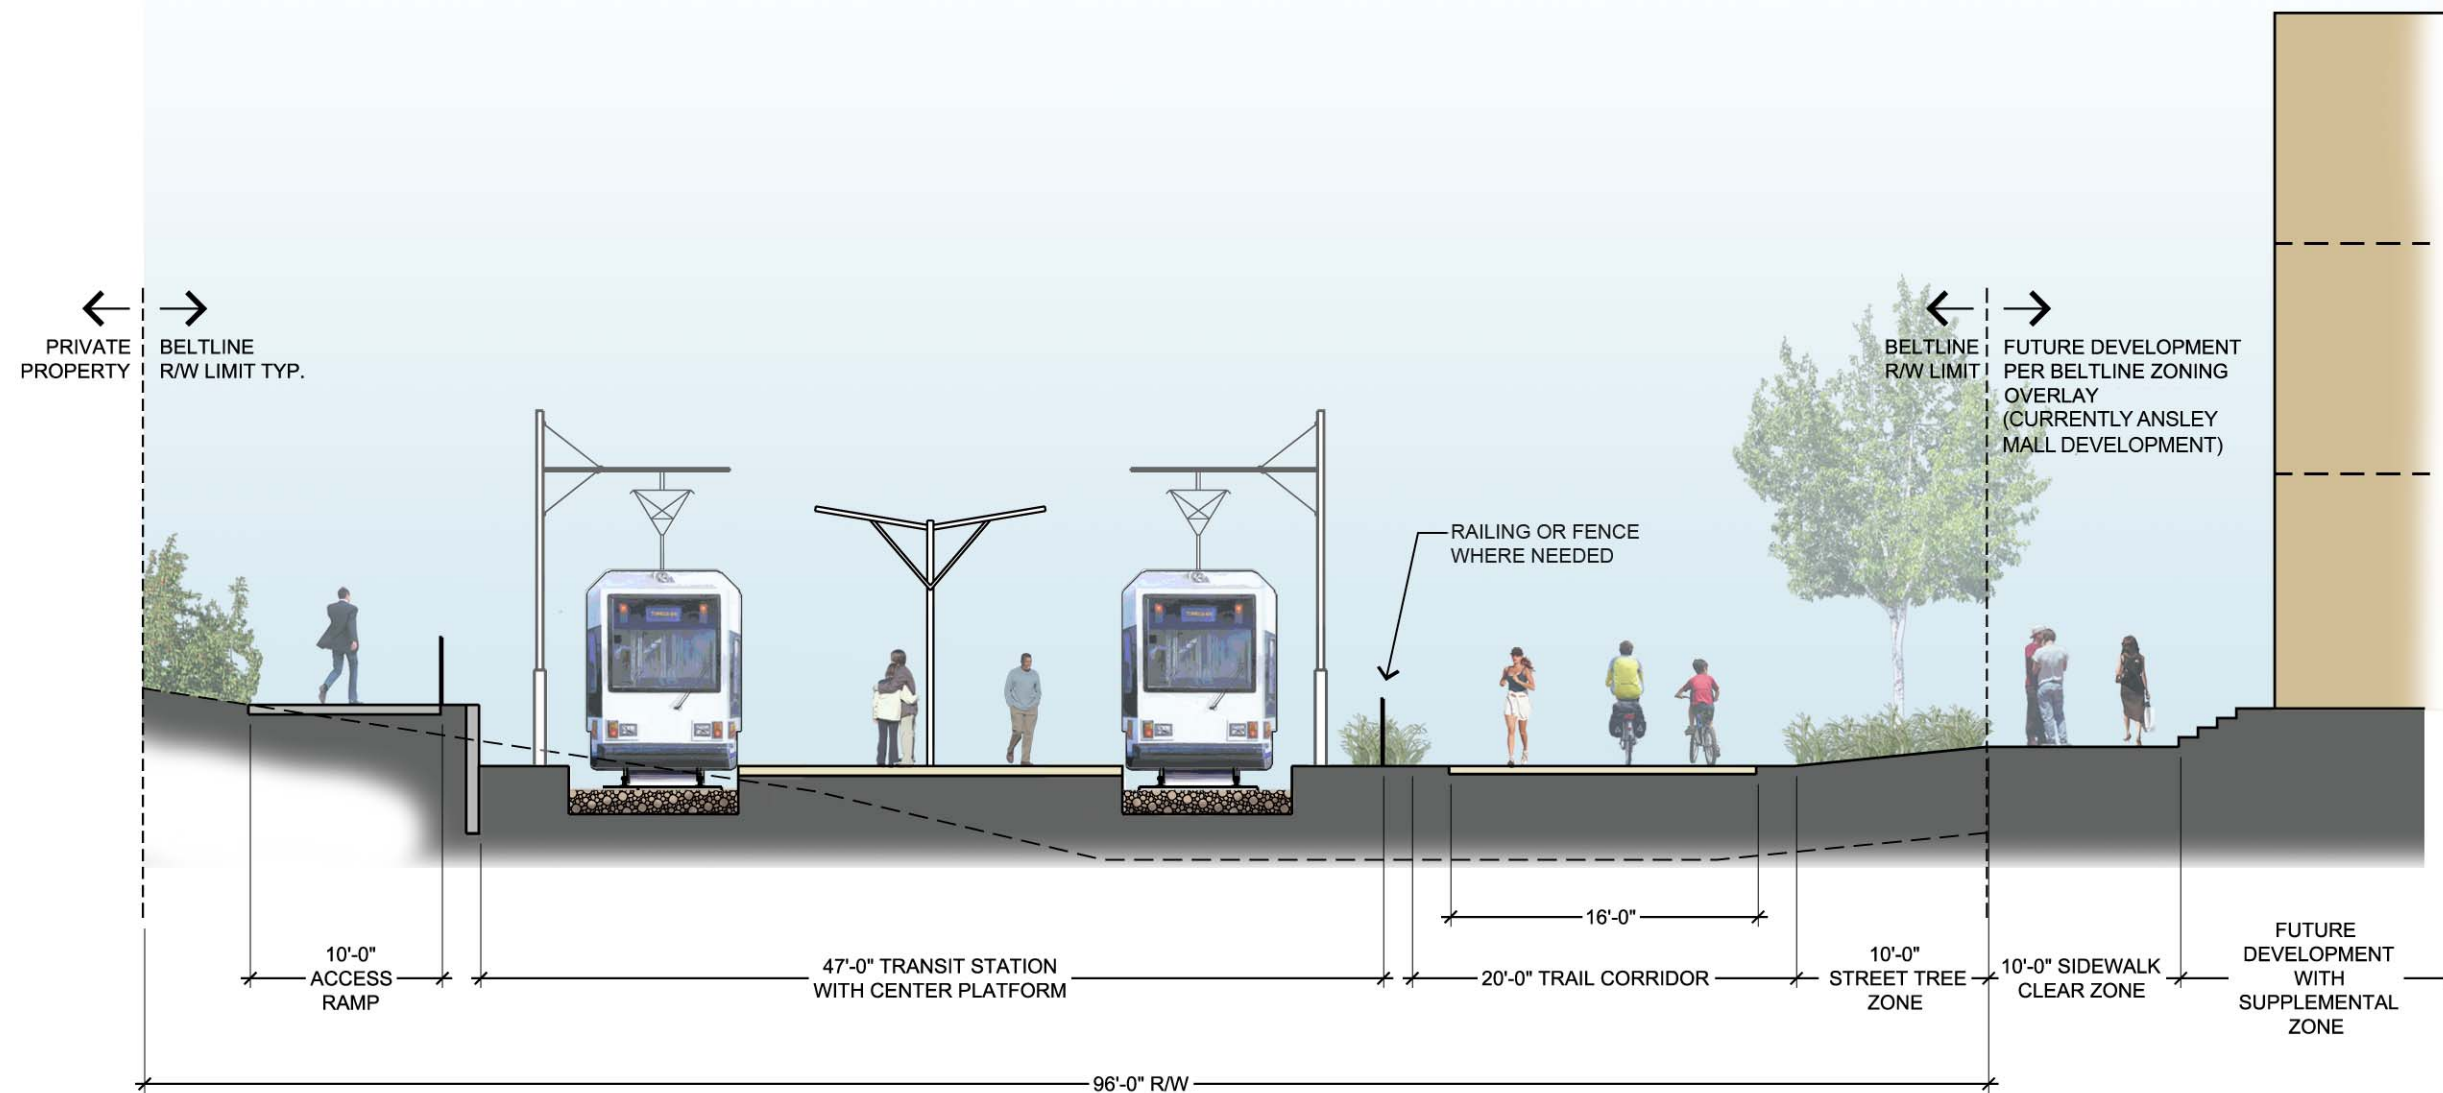 PRIVATE
PROPERTY
BELTLINE
R/W LIMIT TYP.
BELTLINE
R/W LIMIT
FUTURE DEVELOPMENT
PER BELTLINE ZONING
OVERLAY
(CURRENTLY ANSLEY
MALL DEVELOPMENT)
RAILING OR FENCE
WHERE NEEDED
16'-0"
10'-0"
ACCESS
RAMP
47'-0" TRANSIT STATION
WITH CENTER PLATFORM
20'-0" TRAIL CORRIDOR
10'-0"
STREET TREE
ZONE
10'-0" SIDEWALK
CLEAR ZONE
FUTURE
DEVELOPMENT
WITH
SUPPLEMENTAL
ZONE
96'-0" R/W